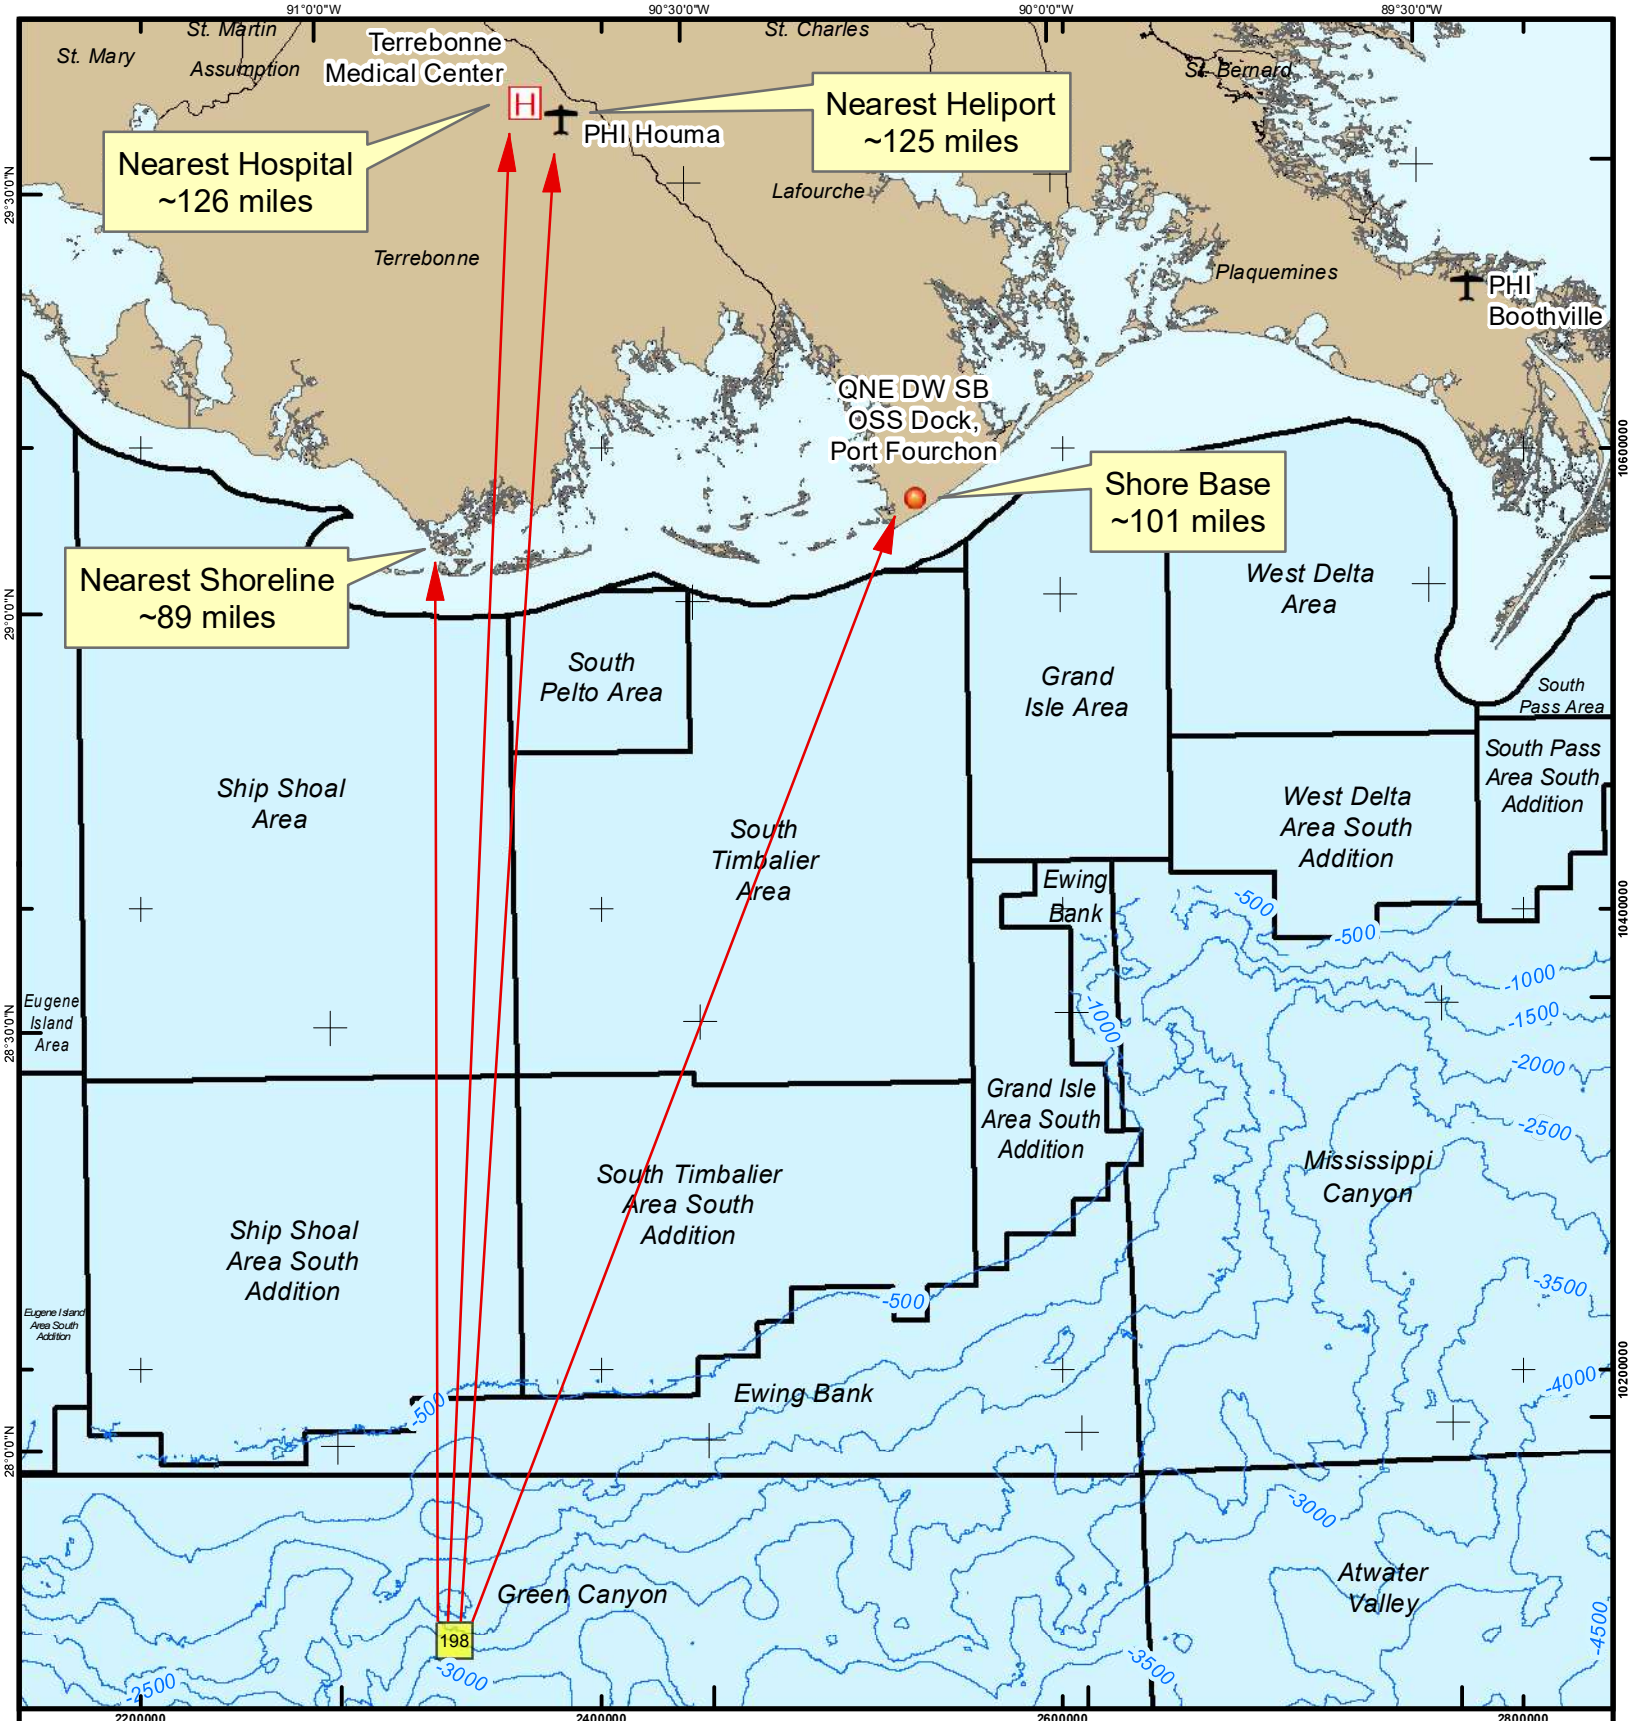 91°0'0"W
90°30'0"W
90°0'0"W
89°30'0"W
St. Martin
St. Mary
Assumption
St. Charles
St. Bernard
Terrebonne
Medical Center
H
PHI Houma
Nearest Heliport
~125 miles
Nearest Hospital
~126 miles
Lafourche
Terrebonne
Plaquemines
PHI
Boothville
29°30'0"N
QNE DW SB
OSS Dock,
Port Fourchon
Shore Base
~101 miles
10600000
Nearest Shoreline
~89 miles
29°0'0"N
West Delta
Area
South
Pelto Area
Grand
Isle Area
South
Pass Area
South Pass
Area South
Addition
Ship Shoal
Area
West Delta
Area South
Addition
South
Timbalier
Area
Ewing
Bank
-500
-500
10400000
-1000
-1500
-2000
-2500
-1000
Eugene
Island
Area
28°30'0"N
Grand Isle
Area South
Addition
Mississippi
Canyon
South Timbalier
Area South
Addition
Ship Shoal
Area South
Addition
-3500
-500
Eugene Island
Area South
Addition
10200000
-4000
Ewing Bank
-500
28°0'0"N
-3000
Green Canyon
Atwater
Valley
198
-4500
-3000
-3500
-2500
2200000
2400000
2600000
2800000